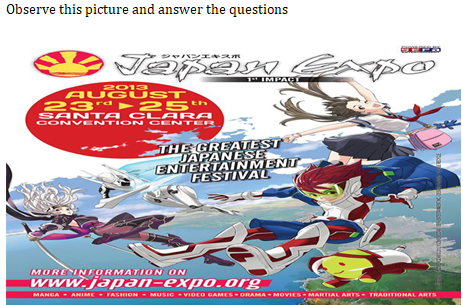 Observe this picture and answer the questions
ジャパンエキスポ
Japan Expo
1st IMPACT
2013
AUGUST
23rd ▶ 25th
SANTA CLARA
CONVENTION CENTER
THE GREATEST
JAPANESE
ENTERTAINMENT
FESTIVAL
MORE INFORMATION ON
www.japan-expo.org
MANGA • ANIME • FASHION • MUSIC • VIDEO GAMES • DRAMA • MOVIES • MARTIAL ARTS • TRADITIONAL ARTS